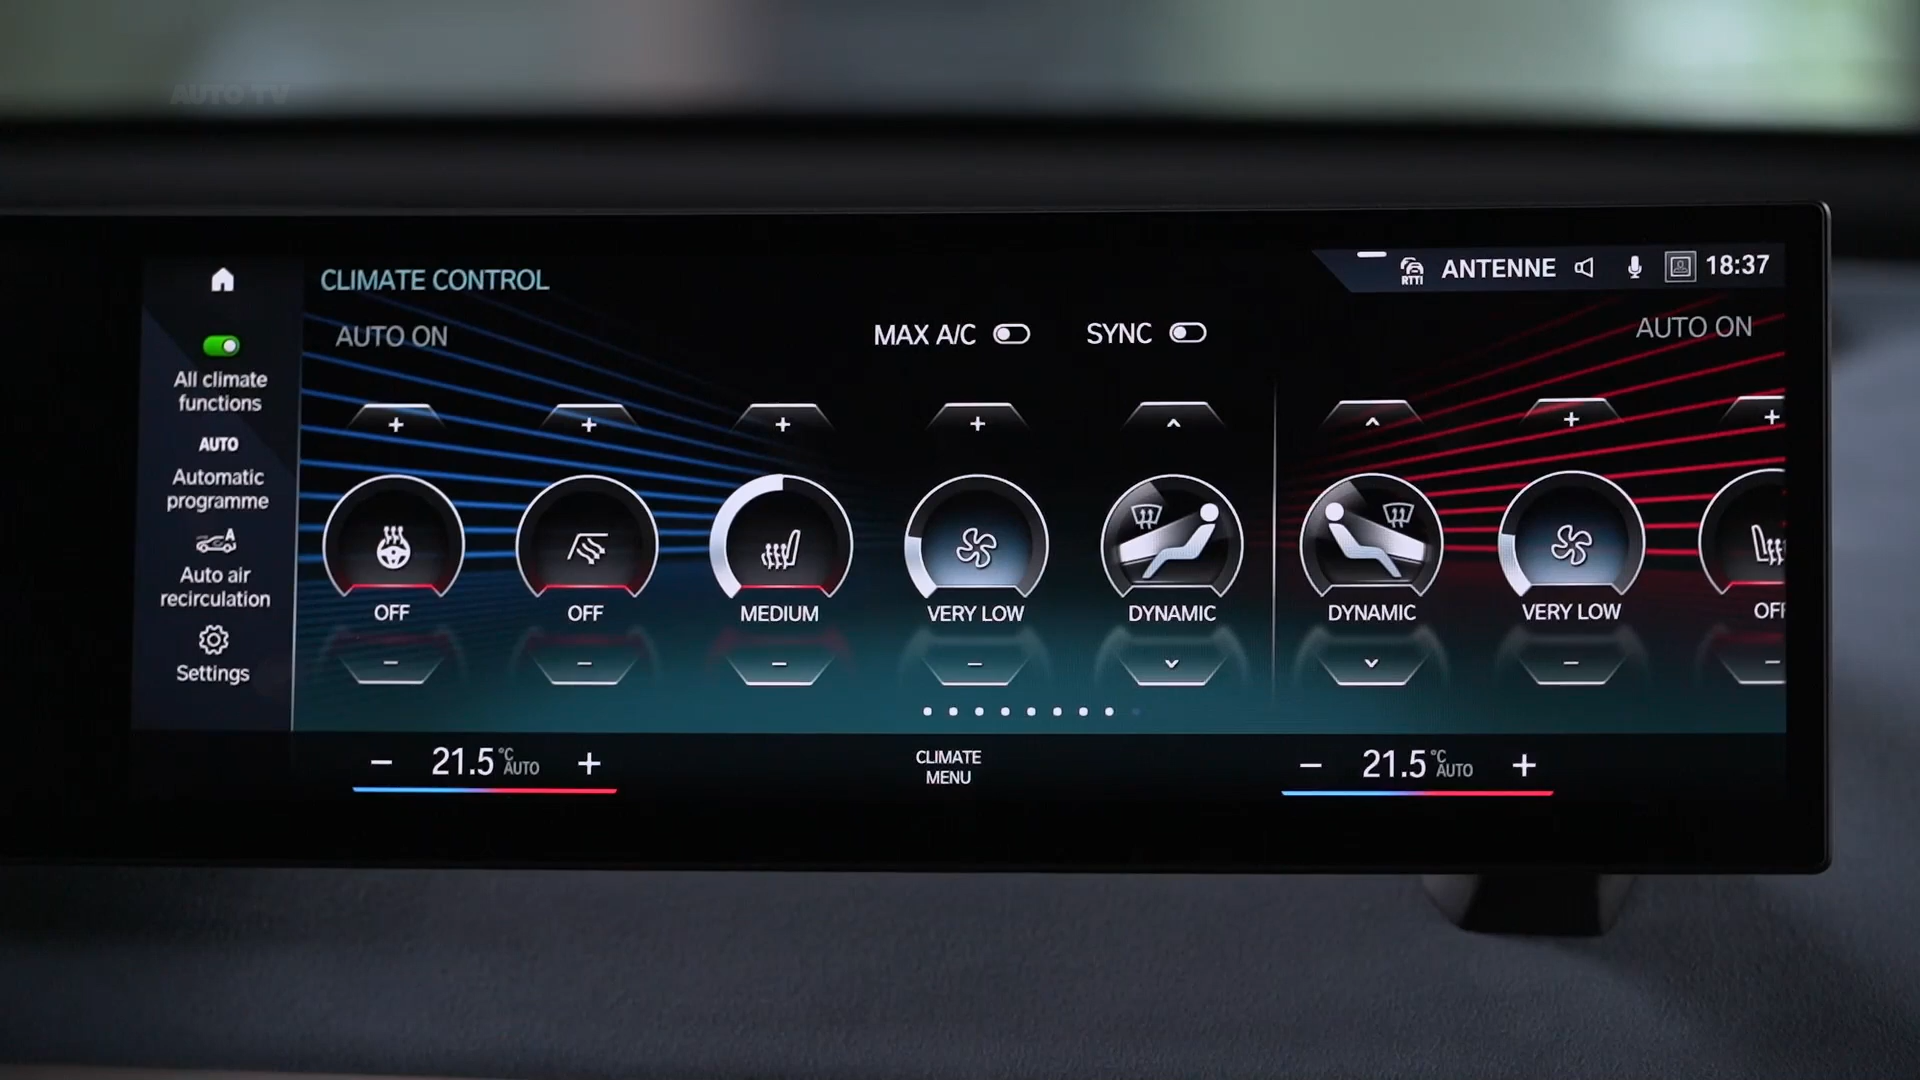 AUTO TV
CLIMATE CONTROL
RTTI ANTENNE 18:37
AUTO ON
MAX A/C SYNC
AUTO ON
All climate
functions
AUTO
Automatic
programme
A
Auto air
recirculation
Settings
+ + + + + +
OFF OFF MEDIUM VERY LOW DYNAMIC DYNAMIC VERY LOW
− − − − − −
− 21.5 °C AUTO +
CLIMATE
MENU
− 21.5 °C AUTO +